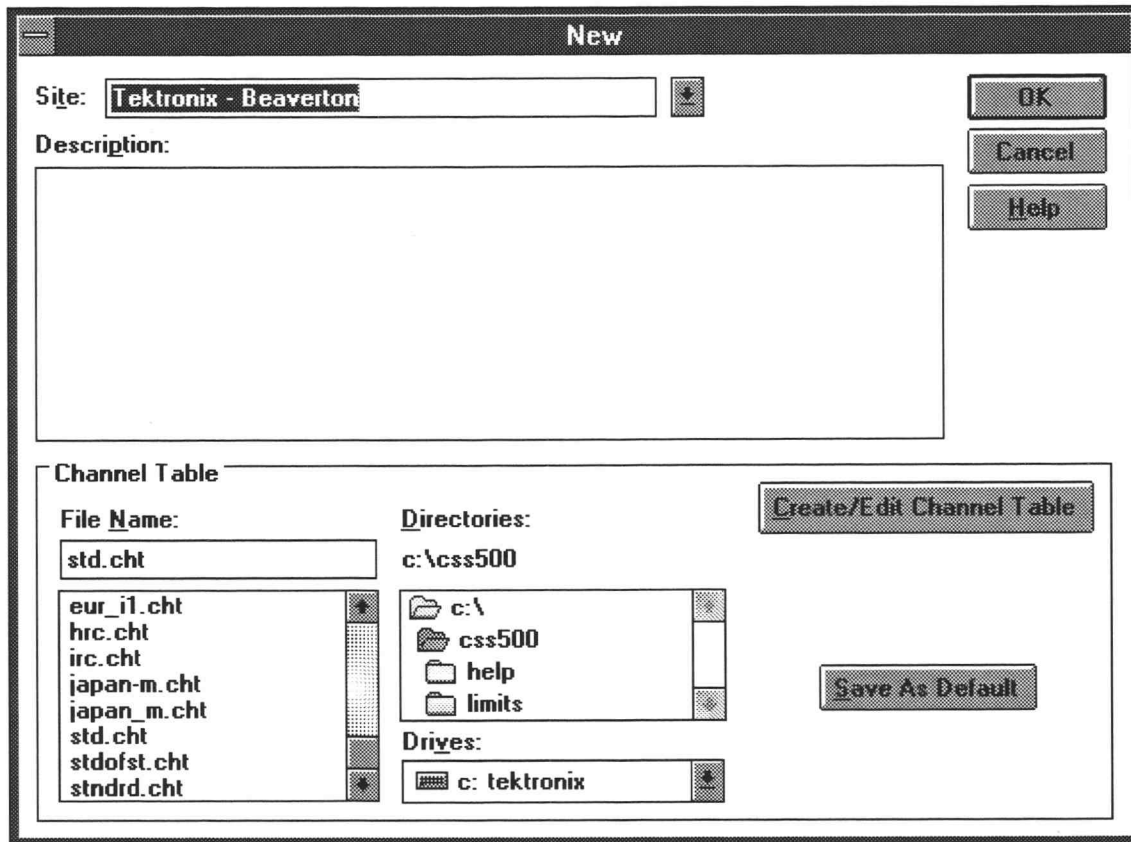 New
Site: Tektronix - Beaverton
OK
Description:
Cancel
Help
Channel Table
File Name:
Directories:
Create/Edit Channel Table
std.cht
c:\css500
eur_i1.cht
hrc.cht
irc.cht
japan-m.cht
japan_m.cht
std.cht
stdofst.cht
stndrd.cht
c:\
css500
help
limits
Save As Default
Drives:
c: tektronix